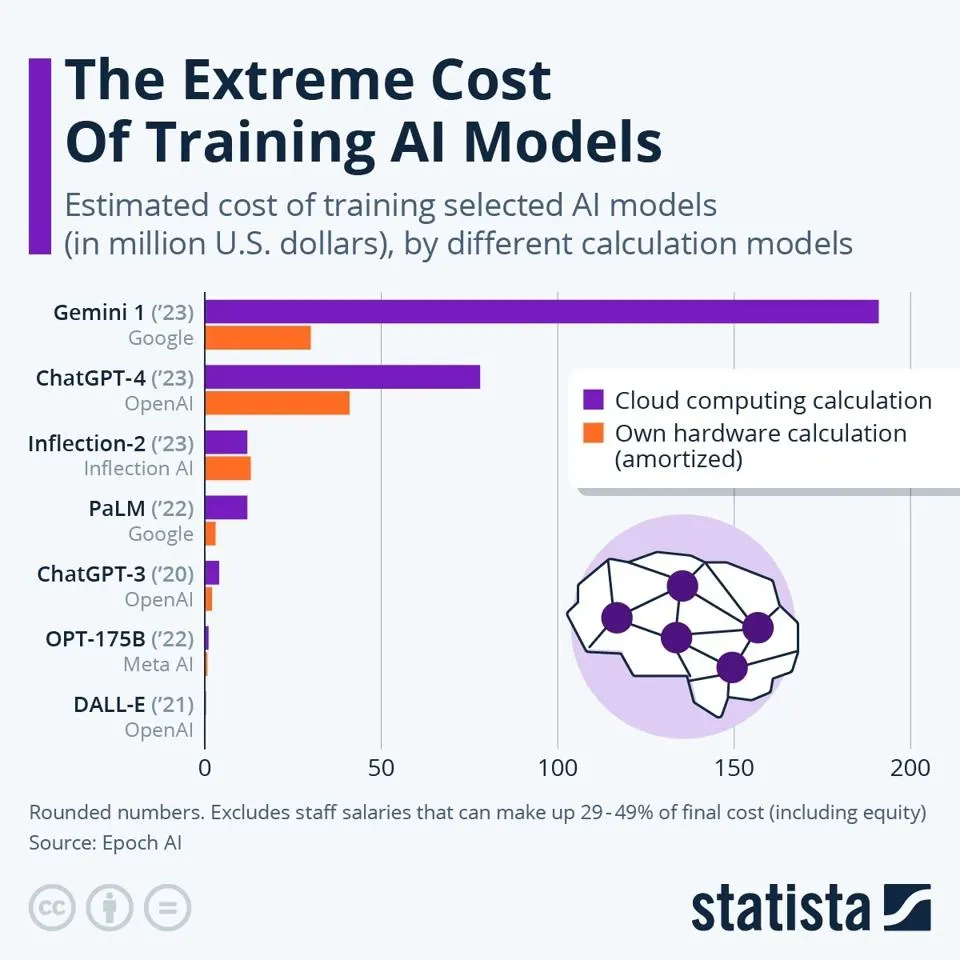 The Extreme Cost
Of Training AI Models
Estimated cost of training selected AI models
(in million U.S. dollars), by different calculation models
Gemini 1 ('23)
Google
ChatGPT-4 ('23)
OpenAI
Inflection-2 ('23)
Inflection AI
PaLM ('22)
Google
ChatGPT-3 ('20)
OpenAI
OPT-175B ('22)
Meta AI
DALL-E ('21)
OpenAI
Cloud computing calculation
Own hardware calculation
(amortized)
0 50 100 150 200
Rounded numbers. Excludes staff salaries that can make up 29-49% of final cost (including equity)
Source: Epoch AI
cc
statista